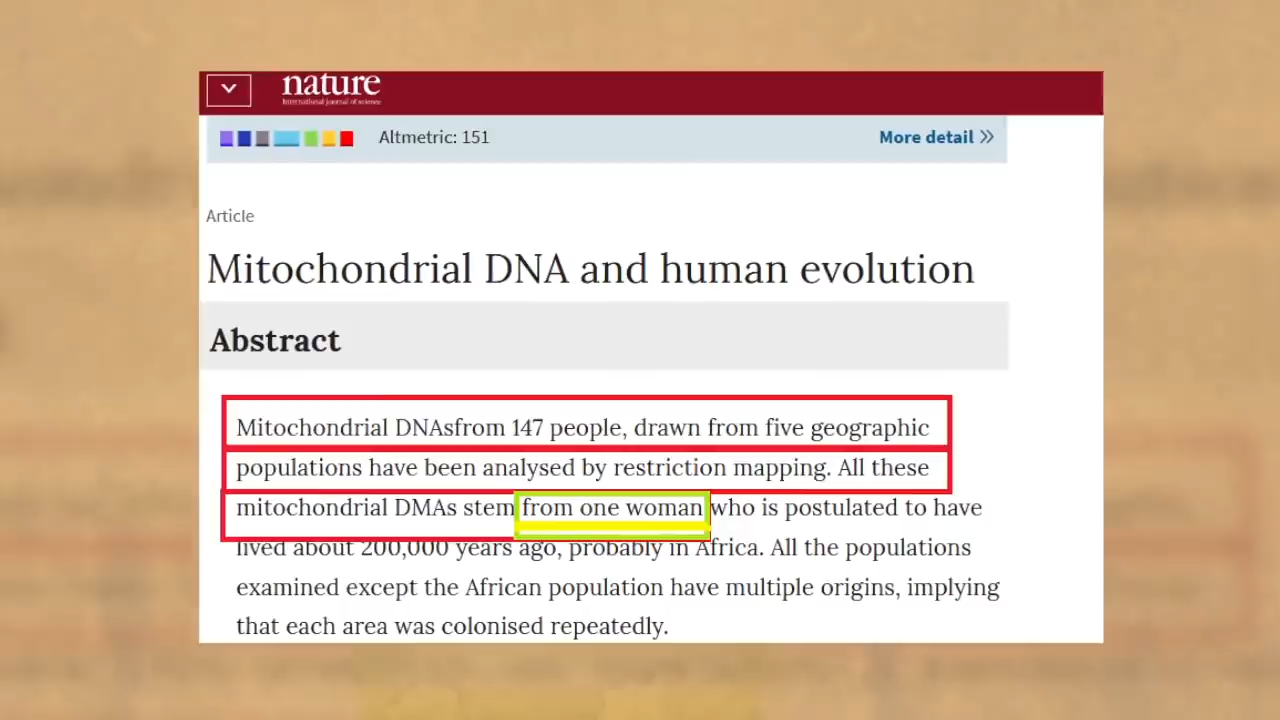 nature
International journal of science
Altmetric: 151
More detail »
Article
Mitochondrial DNA and human evolution
Abstract
Mitochondrial DNAsfrom 147 people, drawn from five geographic
populations have been analysed by restriction mapping. All these
mitochondrial DMAs stem from one woman who is postulated to have
lived about 200,000 years ago, probably in Africa. All the populations
examined except the African population have multiple origins, implying
that each area was colonised repeatedly.